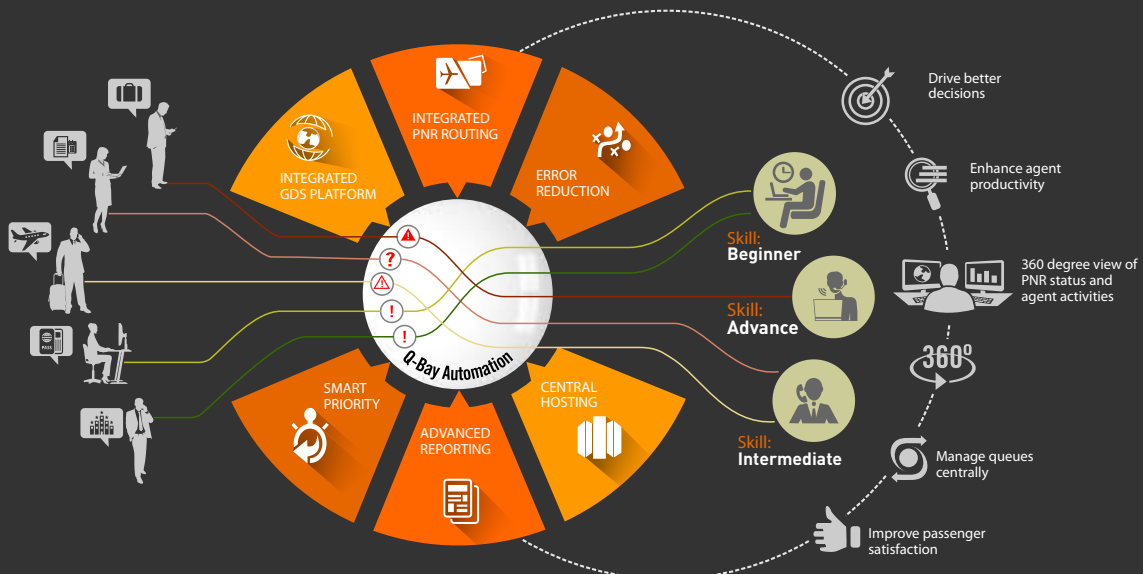 INTEGRATED
GDS PLATFORM
INTEGRATED
PNR ROUTING
ERROR
REDUCTION
SMART
PRIORITY
ADVANCED
REPORTING
CENTRAL
HOSTING
Q-Bay Automation
?
!
!
PASS
Skill:
Beginner
Skill:
Advance
Skill:
Intermediate
Drive better
decisions
Enhance agent
productivity
360 degree view of
PNR status and
agent activities
360°
Manage queues
centrally
Improve passenger
satisfaction